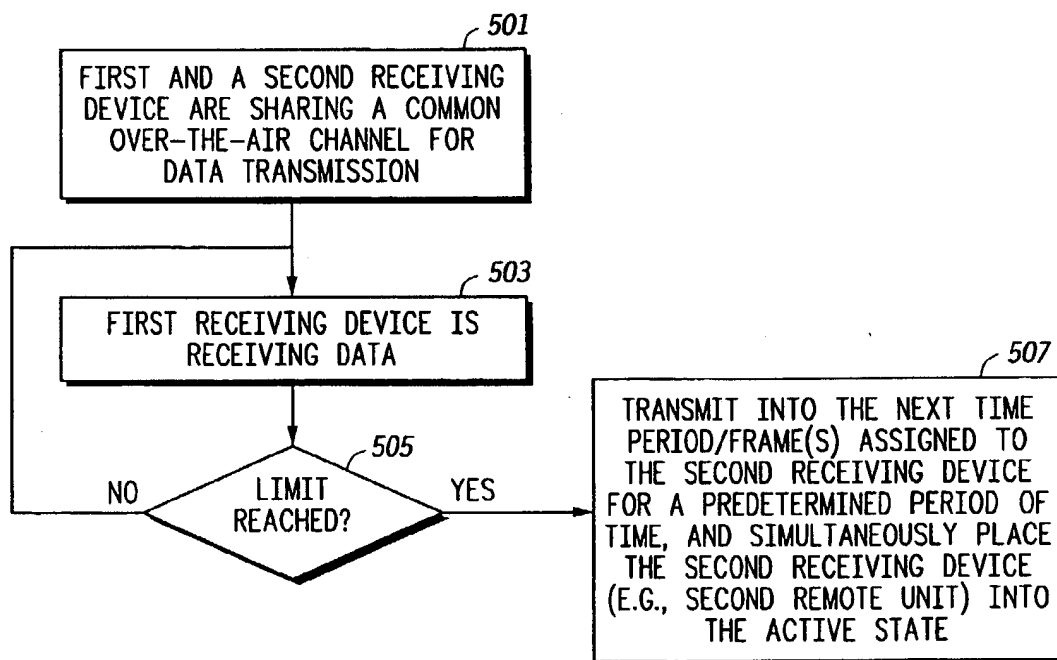 501
FIRST AND A SECOND RECEIVING
DEVICE ARE SHARING A COMMON
OVER-THE-AIR CHANNEL FOR
DATA TRANSMISSION
503
FIRST RECEIVING DEVICE IS
RECEIVING DATA
505
LIMIT
REACHED?
NO
YES
507
TRANSMIT INTO THE NEXT TIME
PERIOD/FRAME(S) ASSIGNED TO
THE SECOND RECEIVING DEVICE
FOR A PREDETERMINED PERIOD OF
TIME, AND SIMULTANEOUSLY PLACE
THE SECOND RECEIVING DEVICE
(E.G., SECOND REMOTE UNIT) INTO
THE ACTIVE STATE